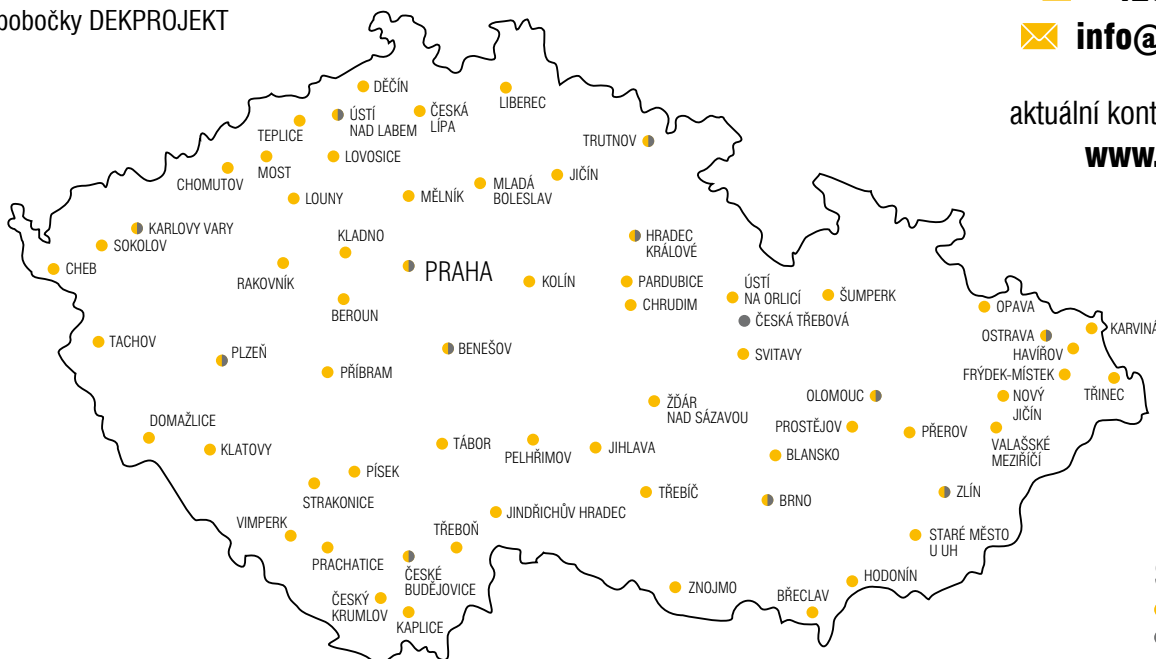 pobočky DEKPROJEKT
info@
aktuální kont
www.
DĚČÍN
LIBEREC
ÚSTÍ
NAD LABEM
ČESKÁ
LÍPA
TEPLICE
TRUTNOV
LOVOSICE
MOST
CHOMUTOV
JIČÍN
MLADÁ
BOLESLAV
MĚLNÍK
LOUNY
KARLOVY VARY
SOKOLOV
KLADNO
HRADEC
KRÁLOVÉ
CHEB
RAKOVNÍK
PRAHA
KOLÍN
PARDUBICE
ÚSTÍ
NA ORLICÍ
ŠUMPERK
BEROUN
CHRUDIM
OPAVA
ČESKÁ TŘEBOVÁ
KARVINÁ
OSTRAVA
TACHOV
PLZEŇ
BENEŠOV
SVITAVY
HAVÍŘOV
PŘÍBRAM
FRÝDEK-MÍSTEK
TŘINEC
OLOMOUC
NOVÝ
JIČÍN
ŽĎÁR
NAD SÁZAVOU
DOMAŽLICE
PROSTĚJOV
PŘEROV
VALAŠSKÉ
MEZIŘÍČÍ
KLATOVY
TÁBOR
PELHŘIMOV
JIHLAVA
BLANSKO
PÍSEK
STRAKONICE
TŘEBÍČ
BRNO
ZLÍN
JINDŘICHŮV HRADEC
VIMPERK
TŘEBOŇ
STARÉ MĚSTO
U UH
PRACHATICE
ČESKÉ
BUDĚJOVICE
HODONÍN
ZNOJMO
BŘECLAV
ČESKÝ
KRUMLOV
KAPLICE